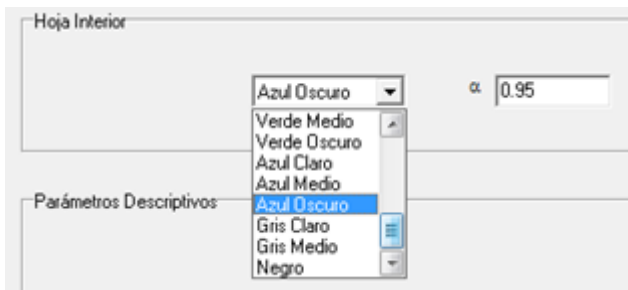 Hoja Interior
Azul Oscuro α 0.95
Verde Medio
Verde Oscuro
Azul Claro
Azul Medio
Parámetros Descriptivos Azul Oscuro
Gris Claro
Gris Medio
Negro